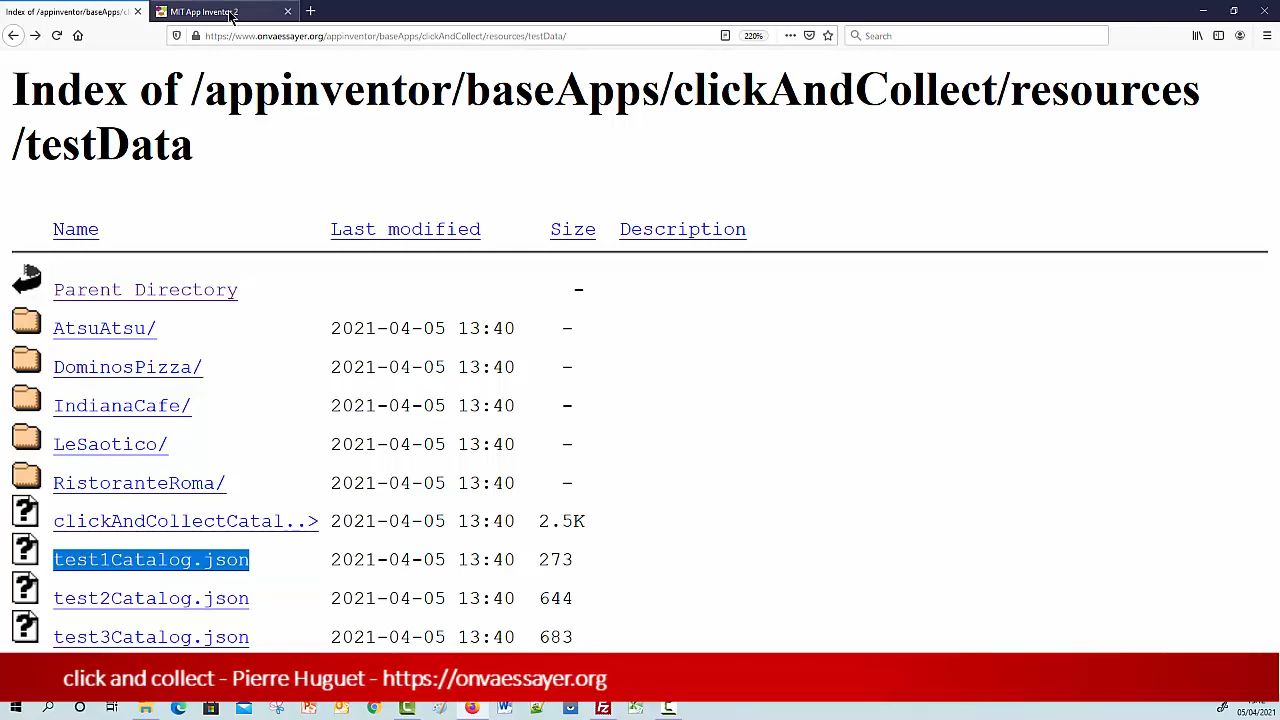 Index of /appinventor/baseApps/cl
MIT App Inventor 2
https://www.onvaessayer.org/appinventor/baseApps/clickAndCollect/resources/testData/
220%
Search
Index of /appinventor/baseApps/clickAndCollect/resources
/testData
Name Last modified Size Description
Parent Directory -
AtsuAtsu/ 2021-04-05 13:40 -
DominosPizza/ 2021-04-05 13:40 -
IndianaCafe/ 2021-04-05 13:40 -
LeSaotico/ 2021-04-05 13:40 -
RistoranteRoma/ 2021-04-05 13:40 -
clickAndCollectCatal..> 2021-04-05 13:40 2.5K
test1Catalog.json 2021-04-05 13:40 273
test2Catalog.json 2021-04-05 13:40 644
test3Catalog.json 2021-04-05 13:40 683
click and collect - Pierre Huguet - https://onvaessayer.org
05/04/2021